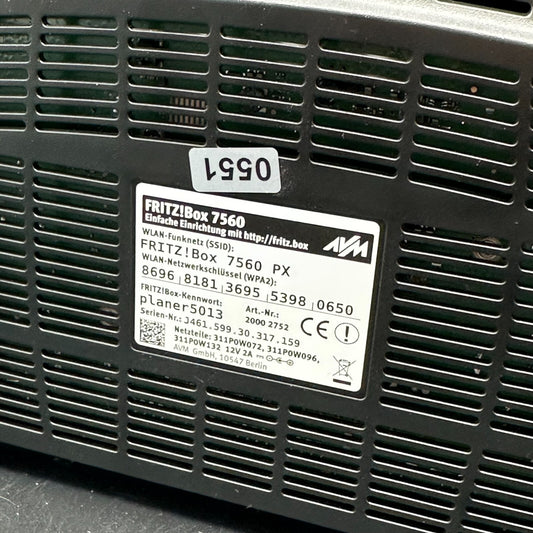 0551
FRITZ!Box 7560
Einfache Einrichtung mit http://fritz.box
AVM
WLAN-Funknetz (SSID):
FRITZ!Box 7560 PX
WLAN-Netzwerkschlüssel (WPA2):
8696 | 8181 | 3695 | 5398 | 0650
FRITZ!Box-Kennwort:
planer5013
Art.-Nr.:
2000 2752
CE
Serien-Nr.: J461.599.30.317.159
Netzteile: 311P0W072, 311P0W096,
311P0W132 12V 2A
AVM GmbH, 10547 Berlin